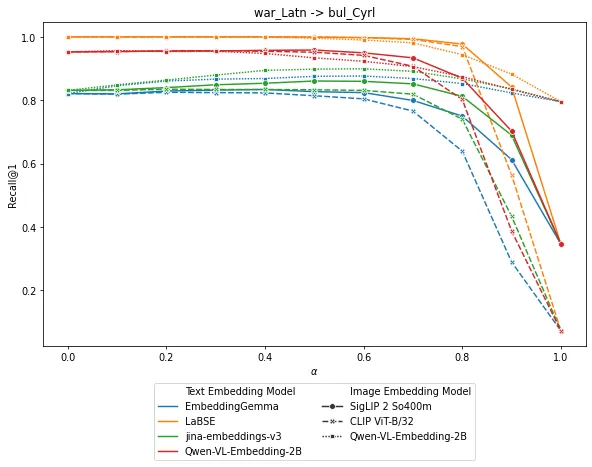 war_Latn -> bul_Cyrl
Recall@1
1.0
0.8
0.6
0.4
0.2
0.0 0.2 0.4 0.6 0.8 1.0
α
Text Embedding Model
EmbeddingGemma
LaBSE
jina-embeddings-v3
Qwen-VL-Embedding-2B
Image Embedding Model
SigLIP 2 So400m
CLIP ViT-B/32
Qwen-VL-Embedding-2B